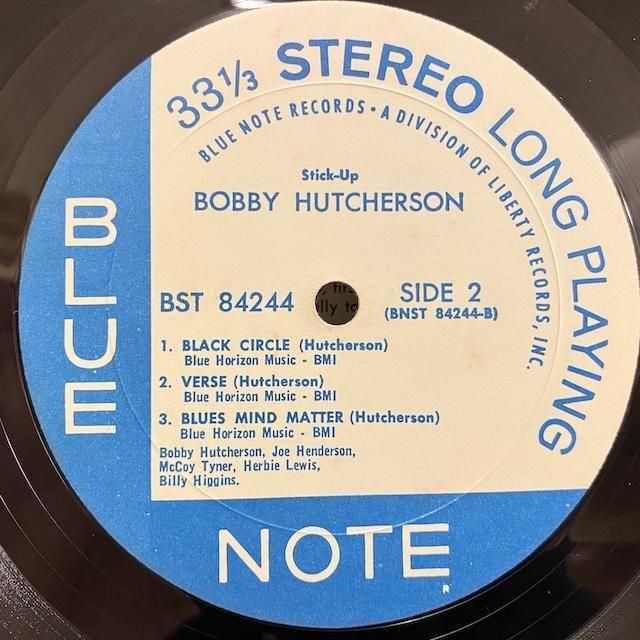 33⅓ STEREO LONG PLAYING
BLUE NOTE RECORDS • A DIVISION OF LIBERTY RECORDS, INC.
Stick-Up
BOBBY HUTCHERSON
BLUE
BST 84244
SIDE 2
(BNST 84244-B)
1. BLACK CIRCLE (Hutcherson)
Blue Horizon Music - BMI
2. VERSE (Hutcherson)
Blue Horizon Music - BMI
3. BLUES MIND MATTER (Hutcherson)
Blue Horizon Music - BMI
Bobby Hutcherson, Joe Henderson,
McCoy Tyner, Herbie Lewis,
Billy Higgins.
NOTE
R